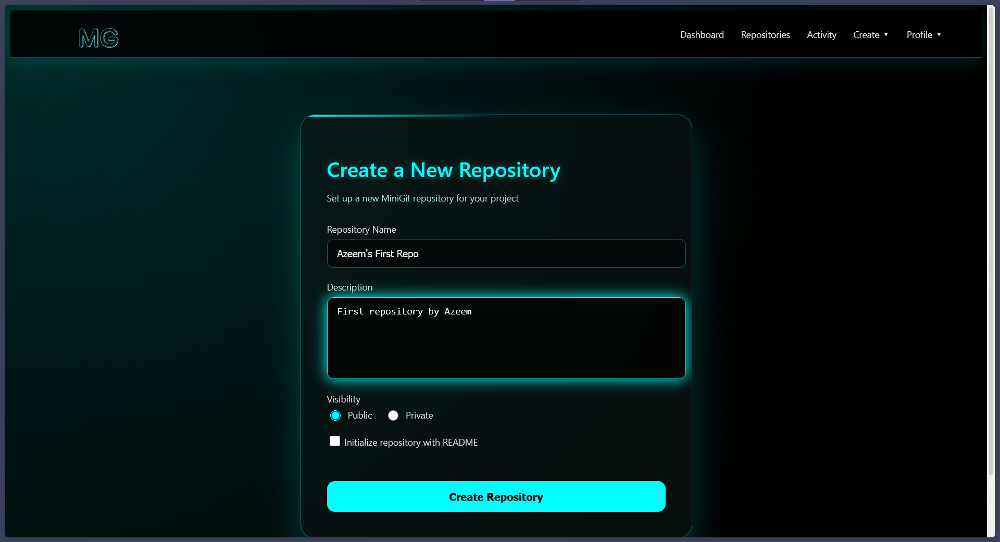 MG
Dashboard Repositories Activity Create ▼ Profile ▼
Create a New Repository
Set up a new MiniGit repository for your project
Repository Name
Azeem's First Repo
Description
First repository by Azeem
Visibility
Public Private
Initialize repository with README
Create Repository